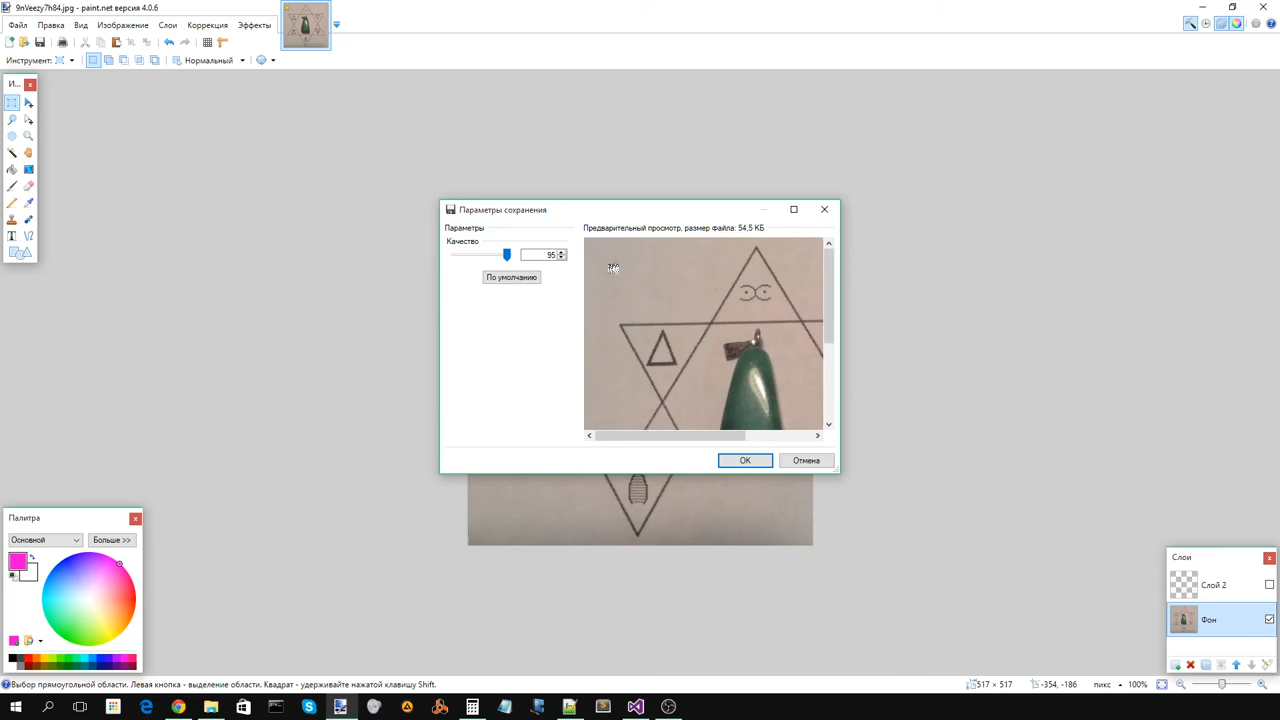 9nVeezy7h84.jpg - paint.net версия 4.0.6
Файл Правка Вид Изображение Слои Коррекция Эффекты
Инструмент: Нормальный
И...
Параметры сохранения
Параметры
Предварительный просмотр, размер файла: 54.5 КБ
Качество
95
По умолчанию
OK Отмена
Палитра
Основной Больше >>
Слои
Слой 2
Фон
Выбор прямоугольной области. Левая кнопка - выделение области. Квадрат - удерживайте нажатой клавишу Shift.
517 × 517 -354, -186 пикс 100%